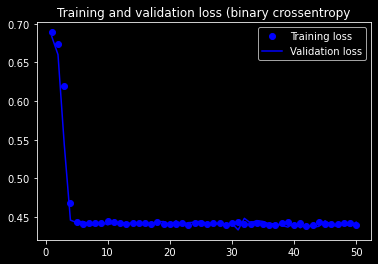 Training and validation loss (binary crossentropy
Training loss
Validation loss
0.70
0.65
0.60
0.55
0.50
0.45
0 10 20 30 40 50